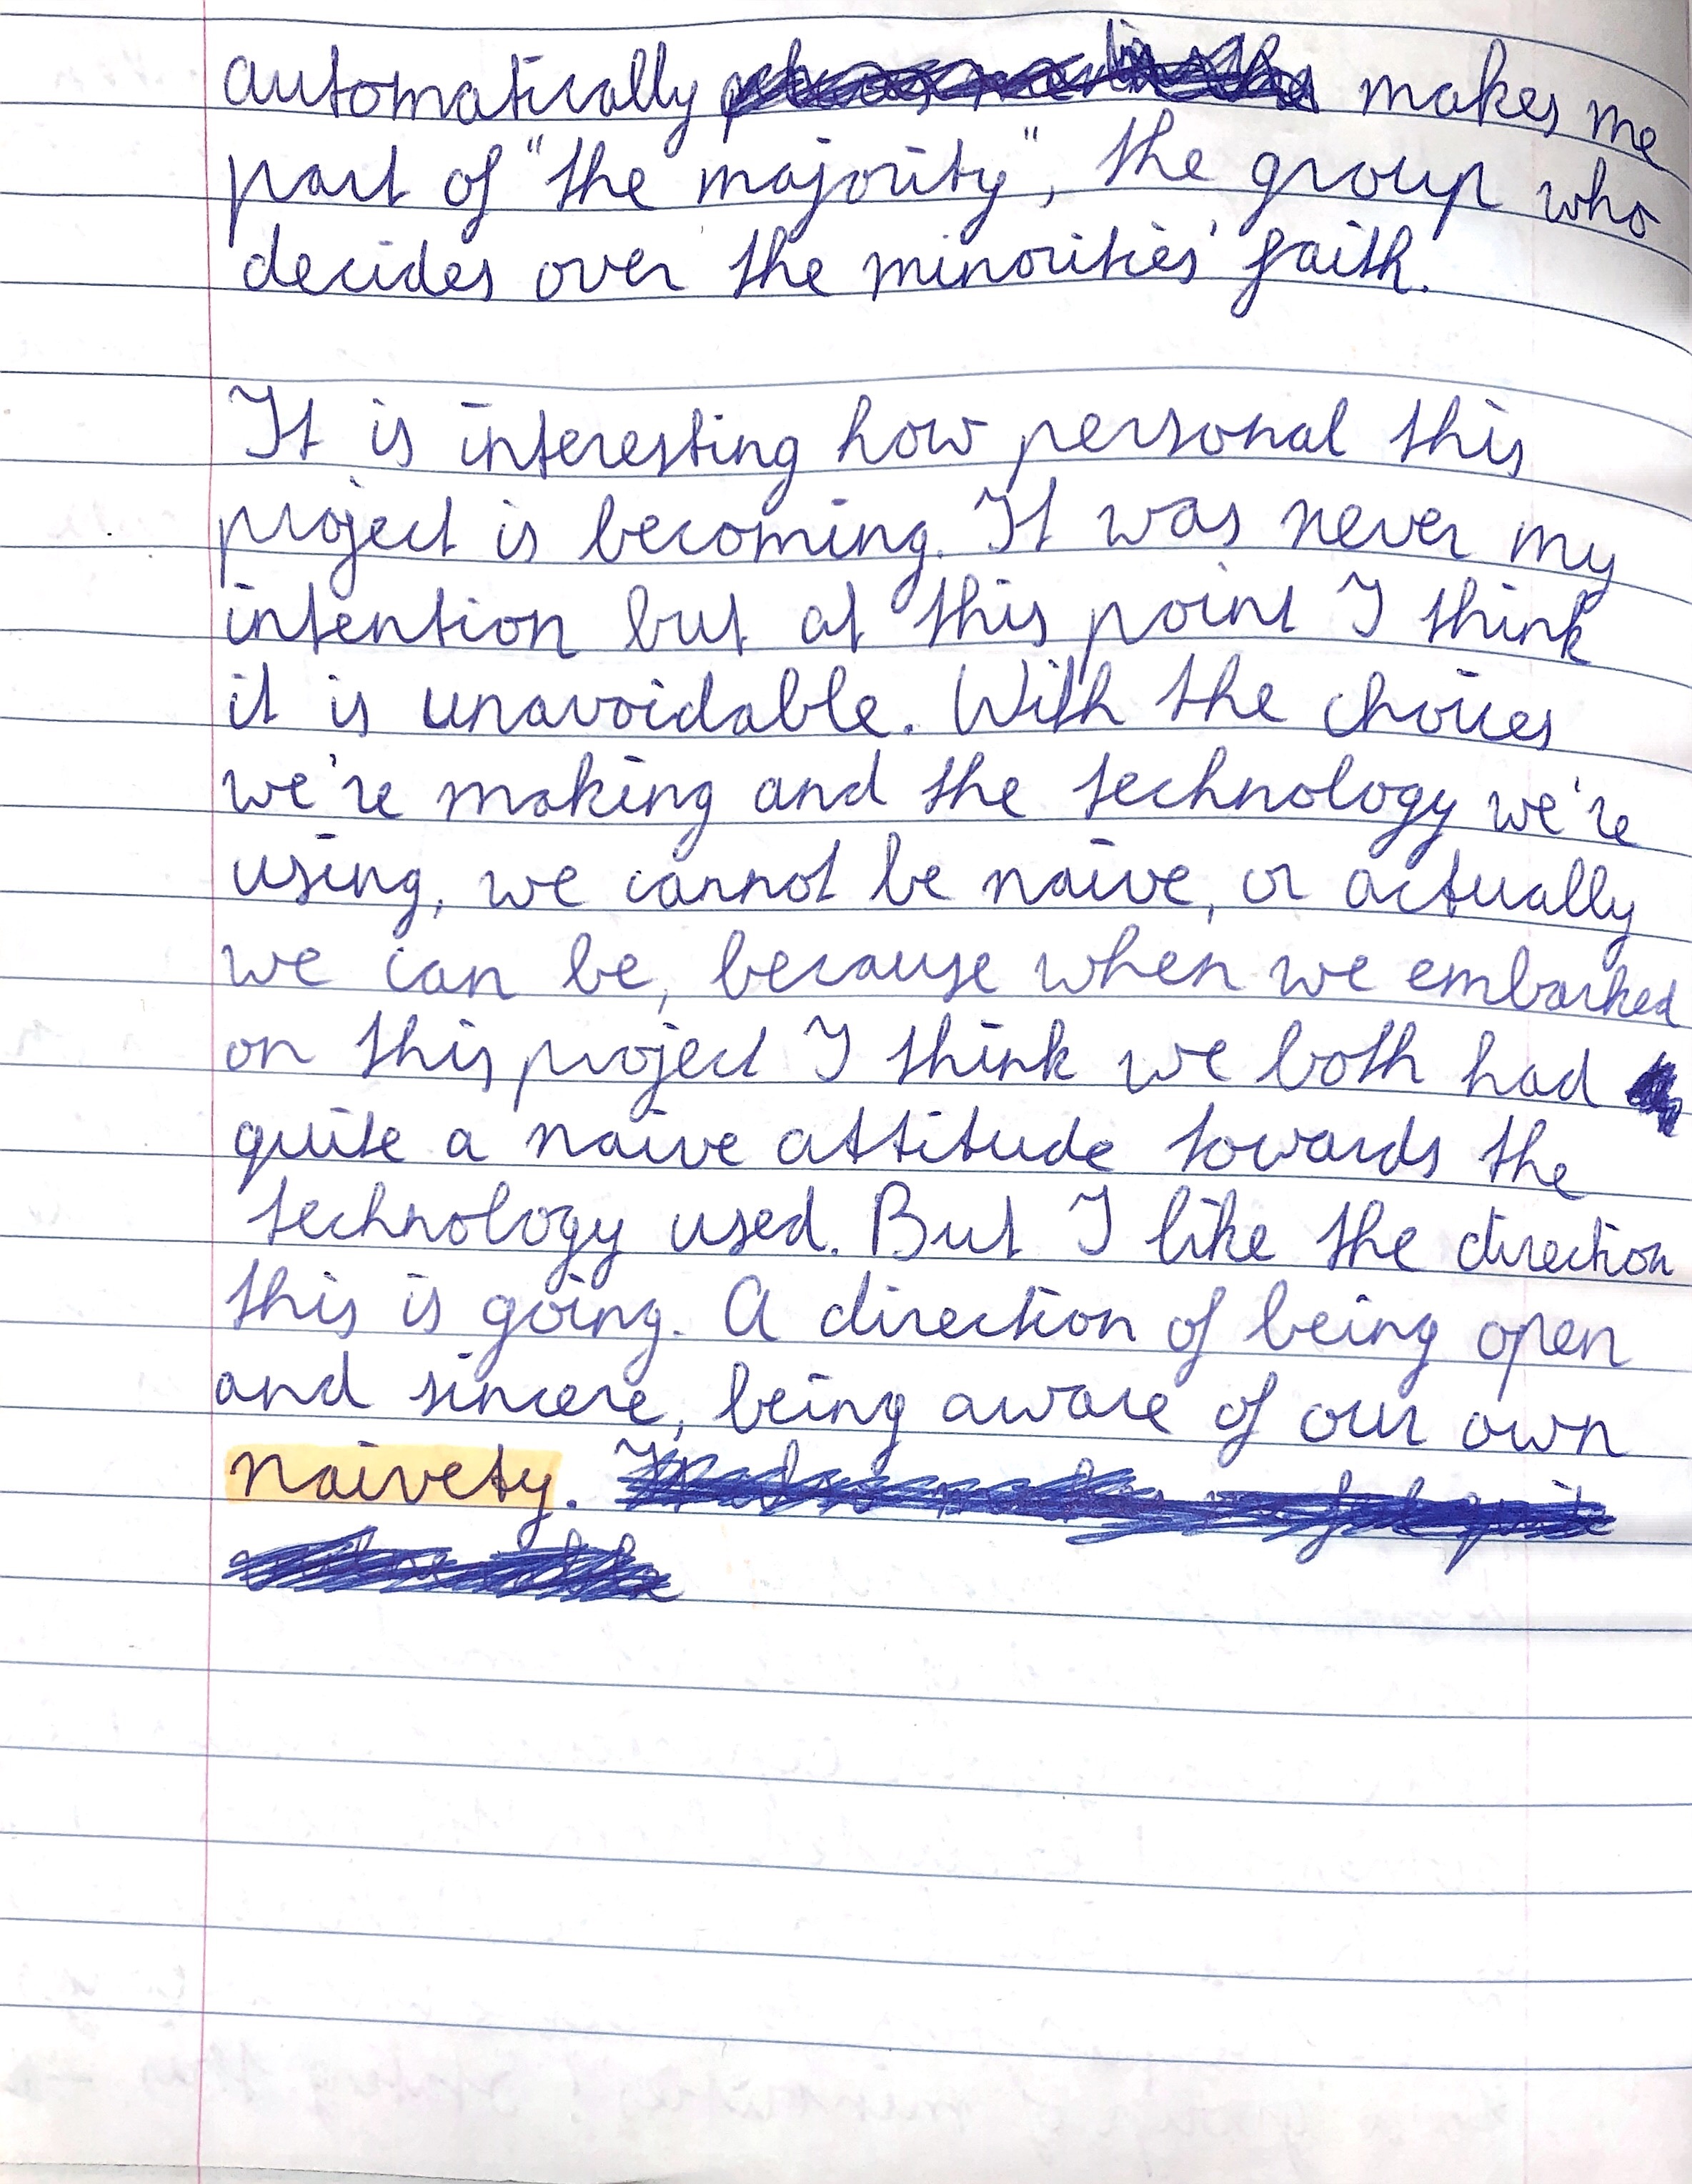 automatically makes me
part of "the majority", the group who
decides over the minorities' faith.
It is interesting how personal this
project is becoming. It was never my
intention but at this point I think
it is unavoidable. With the choices
we're making and the technology we're
using, we cannot be naive, or actually
we can be, because when we embarked
on this project I think we both had
quite a naive attitude towards the
technology used. But I like the direction
this is going. A direction of being open
and sincere, being aware of our own
naivety.